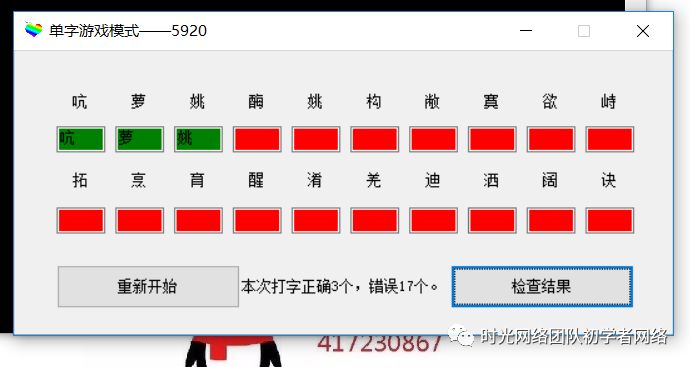 单字游戏模式——5920
吭 萝 姚 酶 姚 构 敞 寞 欲 峙
吭 萝 姚
拓 烹 育 醒 淆 羌 迪 洒 阔 诀
重新开始 本次打字正确3个，错误17个。 检查结果
时光网络团队初学者网络
417230867